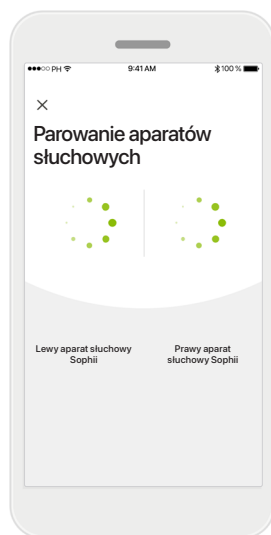 ●●●○○ PH 9:41 AM 100 %
Parowanie aparatów
słuchowych
Lewy aparat słuchowy
Sophii
Prawy aparat
słuchowy Sophii